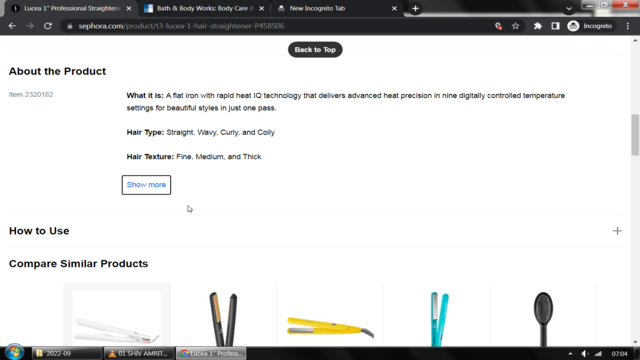 Lucea 1" Professional Straightene
Bath & Body Works: Body Care &
New Incognito Tab
sephora.com/product/t3-lucea-1-hair-straightener-P458506
Incognito
Back to Top
About the Product
Item 2320182
What it is: A flat iron with rapid heat IQ technology that delivers advanced heat precision in nine digitally controlled temperature
settings for beautiful styles in just one pass.
Hair Type: Straight, Wavy, Curly, and Coily
Hair Texture: Fine, Medium, and Thick
Show more
How to Use
Compare Similar Products
2022-09
01 SHIV AMRIT...
Lucea 1" Profess...
07:04